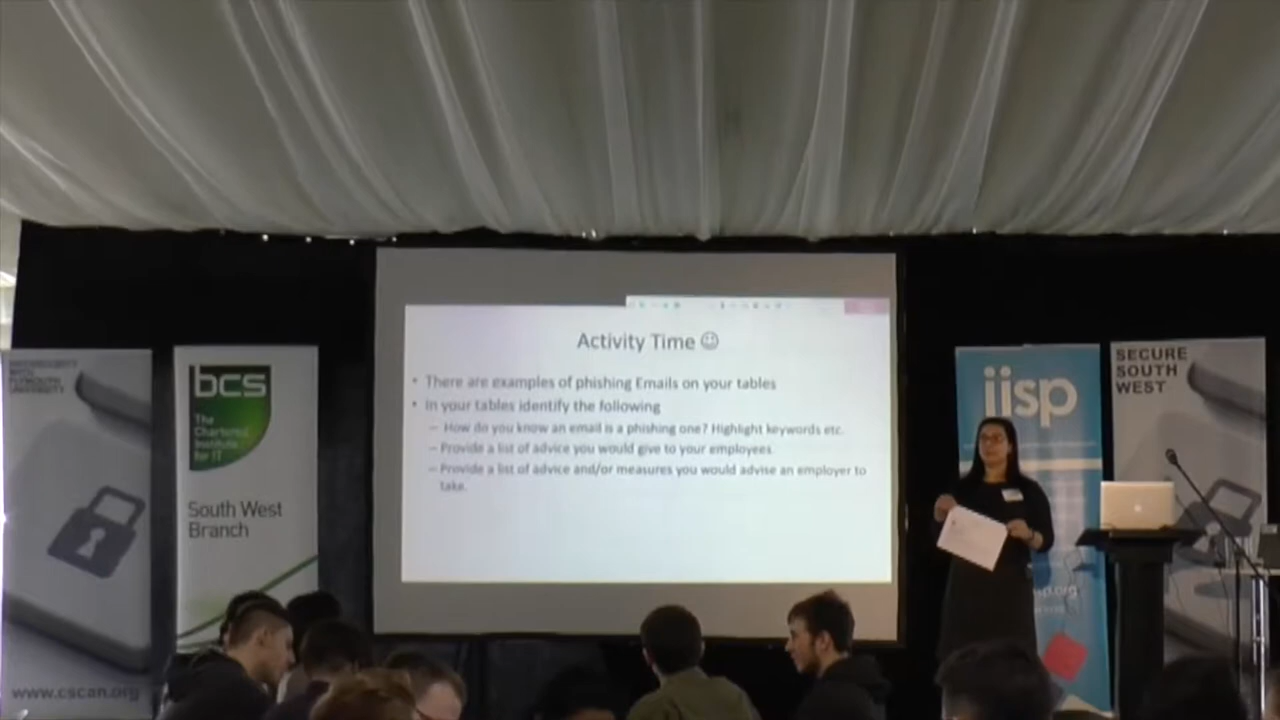 Activity Time ☺
• There are examples of phishing Emails on your tables
• In your tables identify the following
– How do you know an email is a phishing one? Highlight keywords etc.
– Provide a list of advice you would give to your employees
– Provide a list of advice and/or measures you would advise an employer to
take.
PLYMOUTH
UNIVERSITY
www.cscan.org
bcs
The
Chartered
Institute
for IT
South West
Branch
iisp
SECURE
SOUTH
WEST